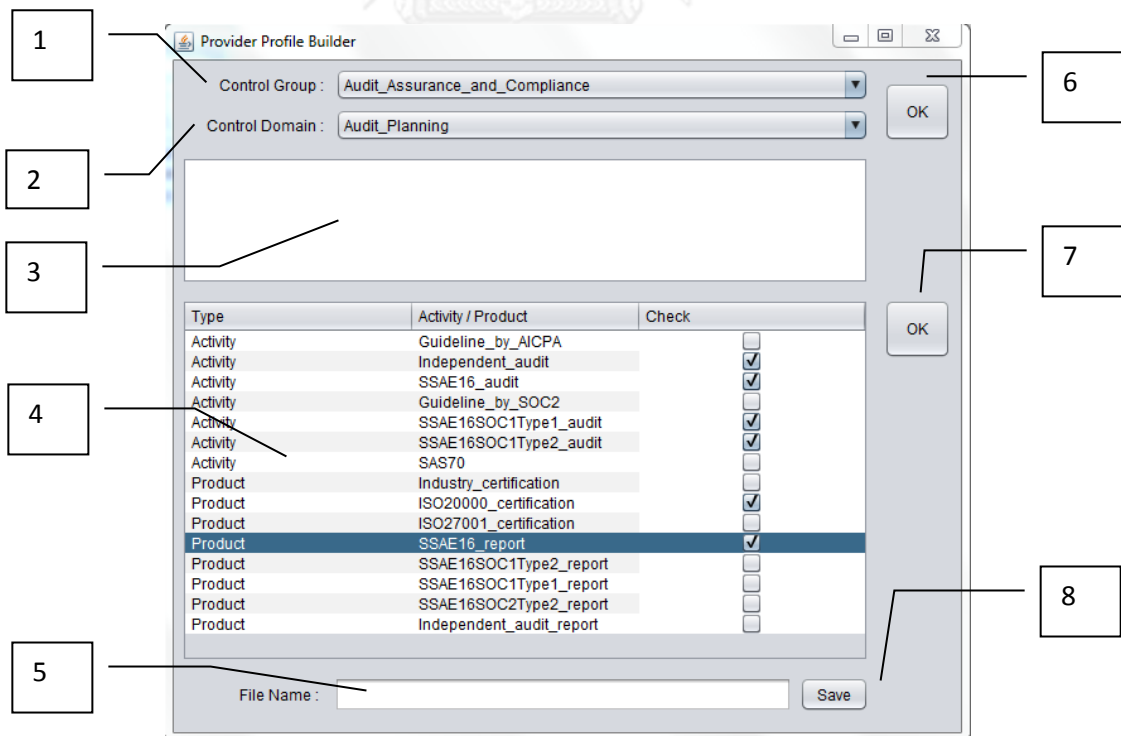 Provider Profile Builder
1
Control Group : Audit_Assurance_and_Compliance
6
OK
2
Control Domain : Audit_Planning
3
7
OK
Type Activity / Product Check
Activity Guideline_by_AICPA
Activity Independent_audit
Activity SSAE16_audit
Activity Guideline_by_SOC2
Activity SSAE16SOC1Type1_audit
Activity SSAE16SOC1Type2_audit
4
Activity SAS70
Product Industry_certification
Product ISO20000_certification
Product ISO27001_certification
Product SSAE16_report
Product SSAE16SOC1Type2_report
Product SSAE16SOC1Type1_report
Product SSAE16SOC2Type2_report
Product Independent_audit_report
8
5
File Name : Save